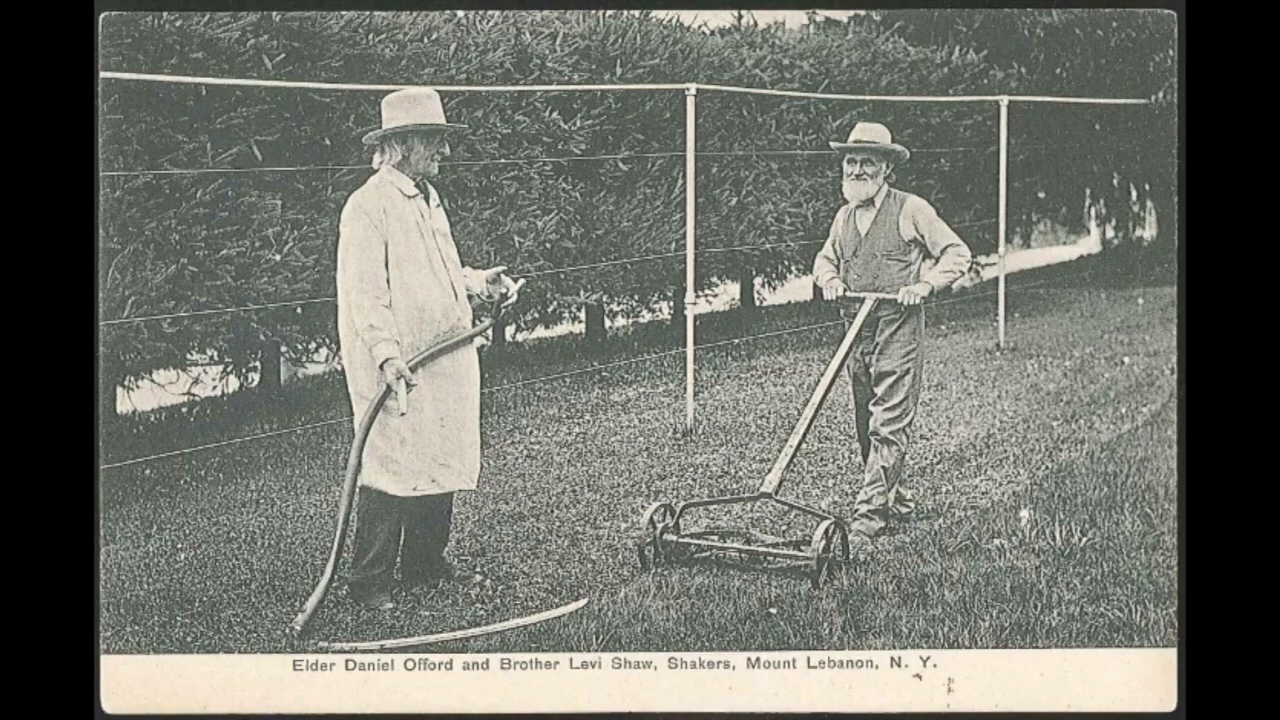 Elder Daniel Offord and Brother Levi Shaw, Shakers, Mount Lebanon, N. Y.